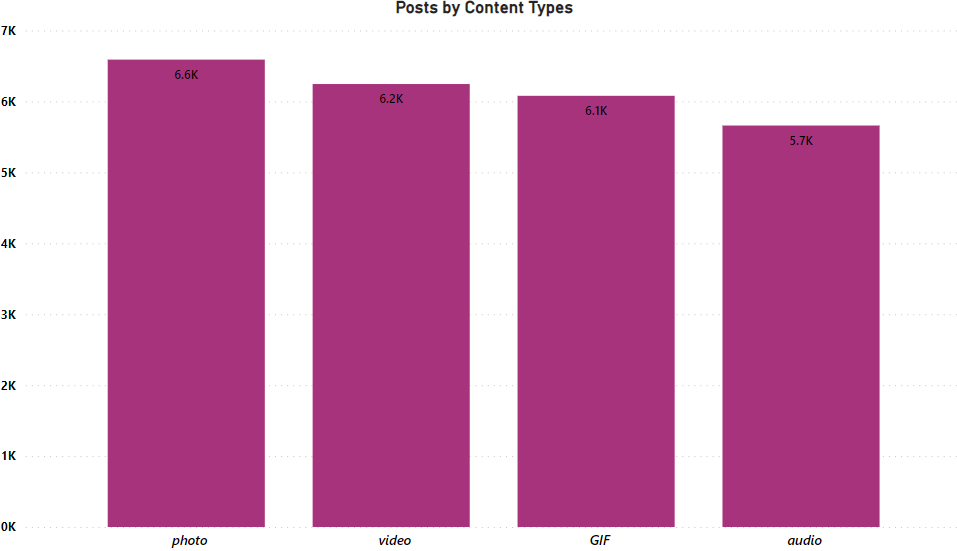 Posts by Content Types
7K
6K
5K
4K
3K
2K
1K
0K
6.6K
6.2K
6.1K
5.7K
photo
video
GIF
audio